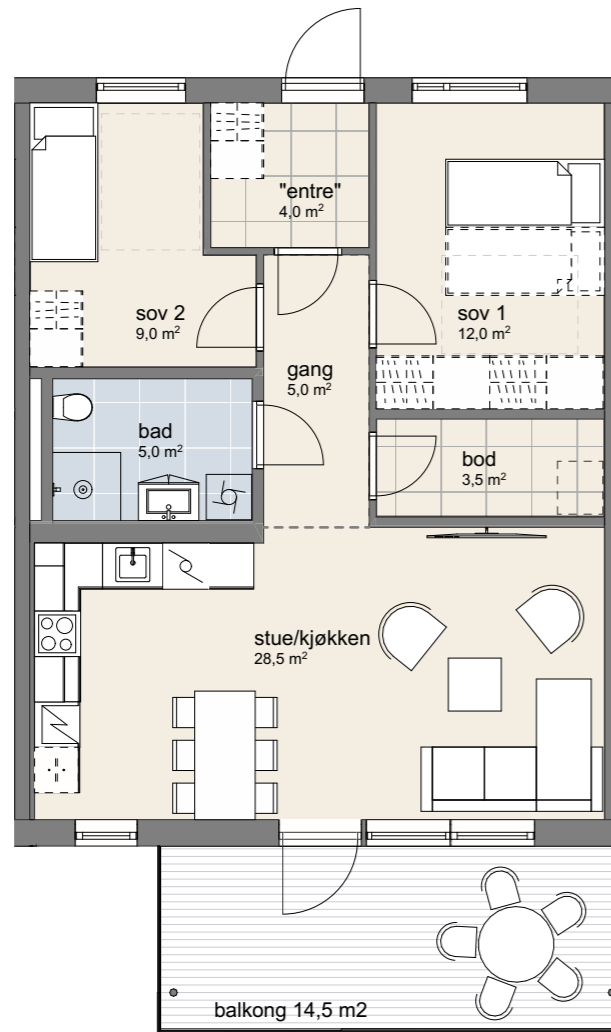 "entre"
4,0 m²
sov 2
9,0 m²
sov 1
12,0 m²
gang
5,0 m²
bad
5,0 m²
bod
3,5 m²
stue/kjøkken
28,5 m²
balkong 14,5 m2